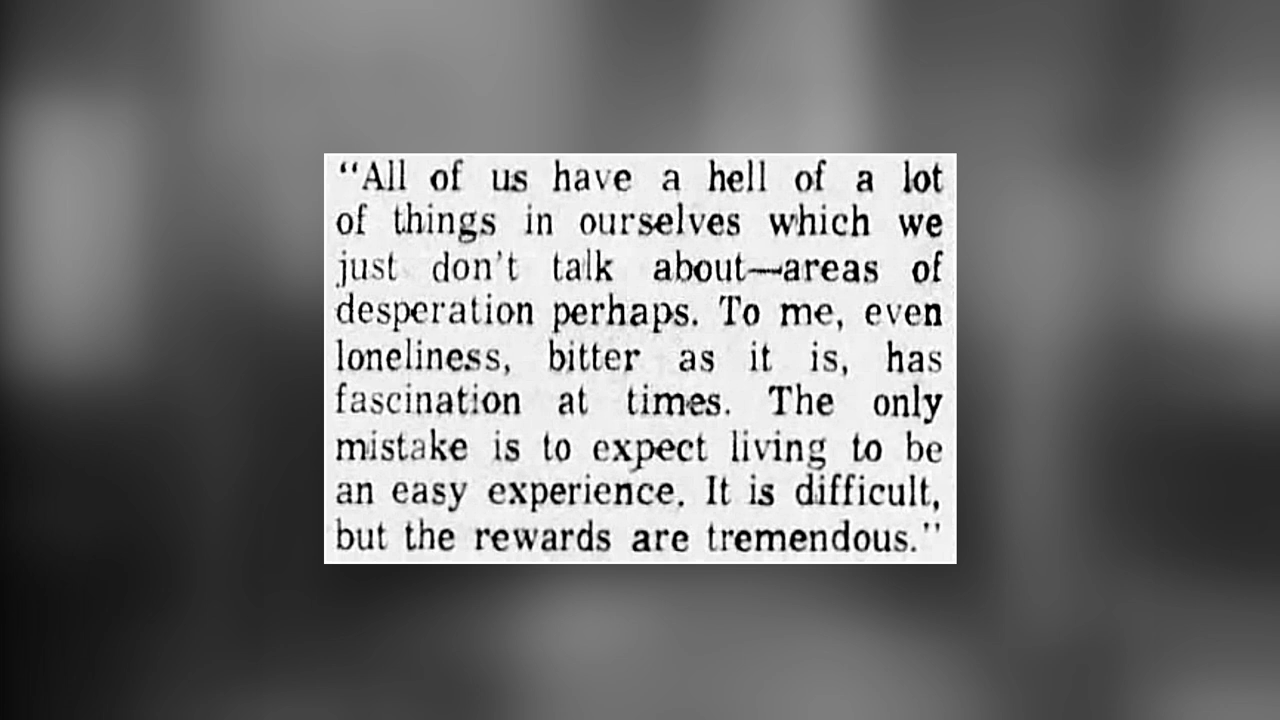 “All of us have a hell of a lot
of things in ourselves which we
just don't talk about—areas of
desperation perhaps. To me, even
loneliness, bitter as it is, has
fascination at times. The only
mistake is to expect living to be
an easy experience. It is difficult,
but the rewards are tremendous.”